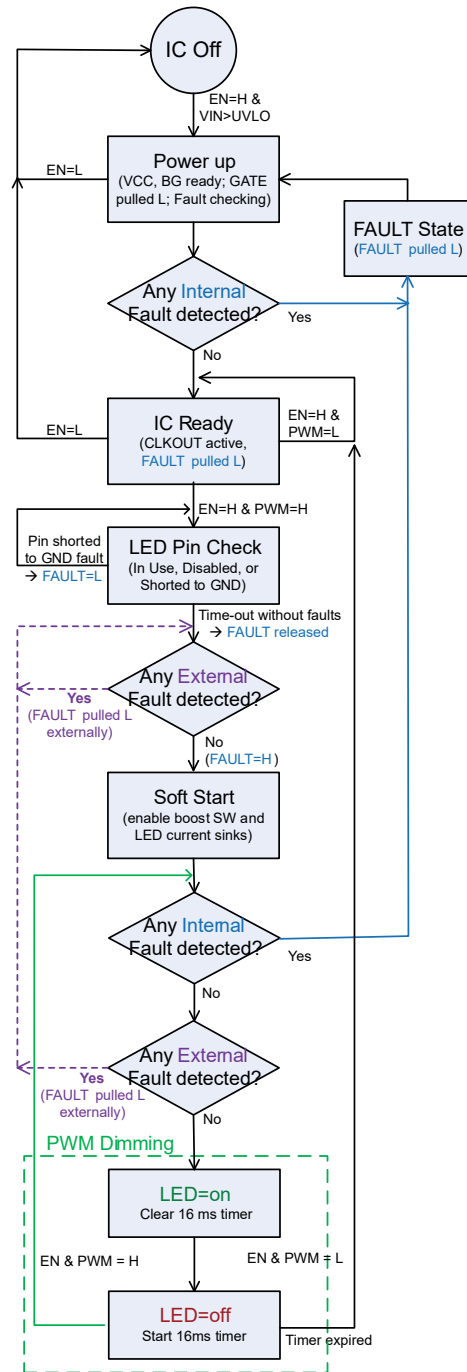 IC Off
EN=H &
VIN>UVLO
Power up
(VCC, BG ready; GATE
pulled L; Fault checking)
EN=L
FAULT State
(FAULT pulled L)
Any Internal
Fault detected?
Yes
No
IC Ready
(CLKOUT active,
FAULT pulled L)
EN=L
EN=H &
PWM=L
EN=H & PWM=H
Pin shorted
to GND fault
→ FAULT=L
LED Pin Check
(In Use, Disabled, or
Shorted to GND)
Time-out without faults
→ FAULT released
Any External
Fault detected?
Yes
(FAULT pulled L
externally)
No
(FAULT=H)
Soft Start
(enable boost SW and
LED current sinks)
Any Internal
Fault detected?
Yes
No
Any External
Fault detected?
Yes
(FAULT pulled L
externally)
No
PWM Dimming
LED=on
Clear 16 ms timer
EN & PWM = H
EN & PWM = L
LED=off
Start 16ms timer
Timer expired